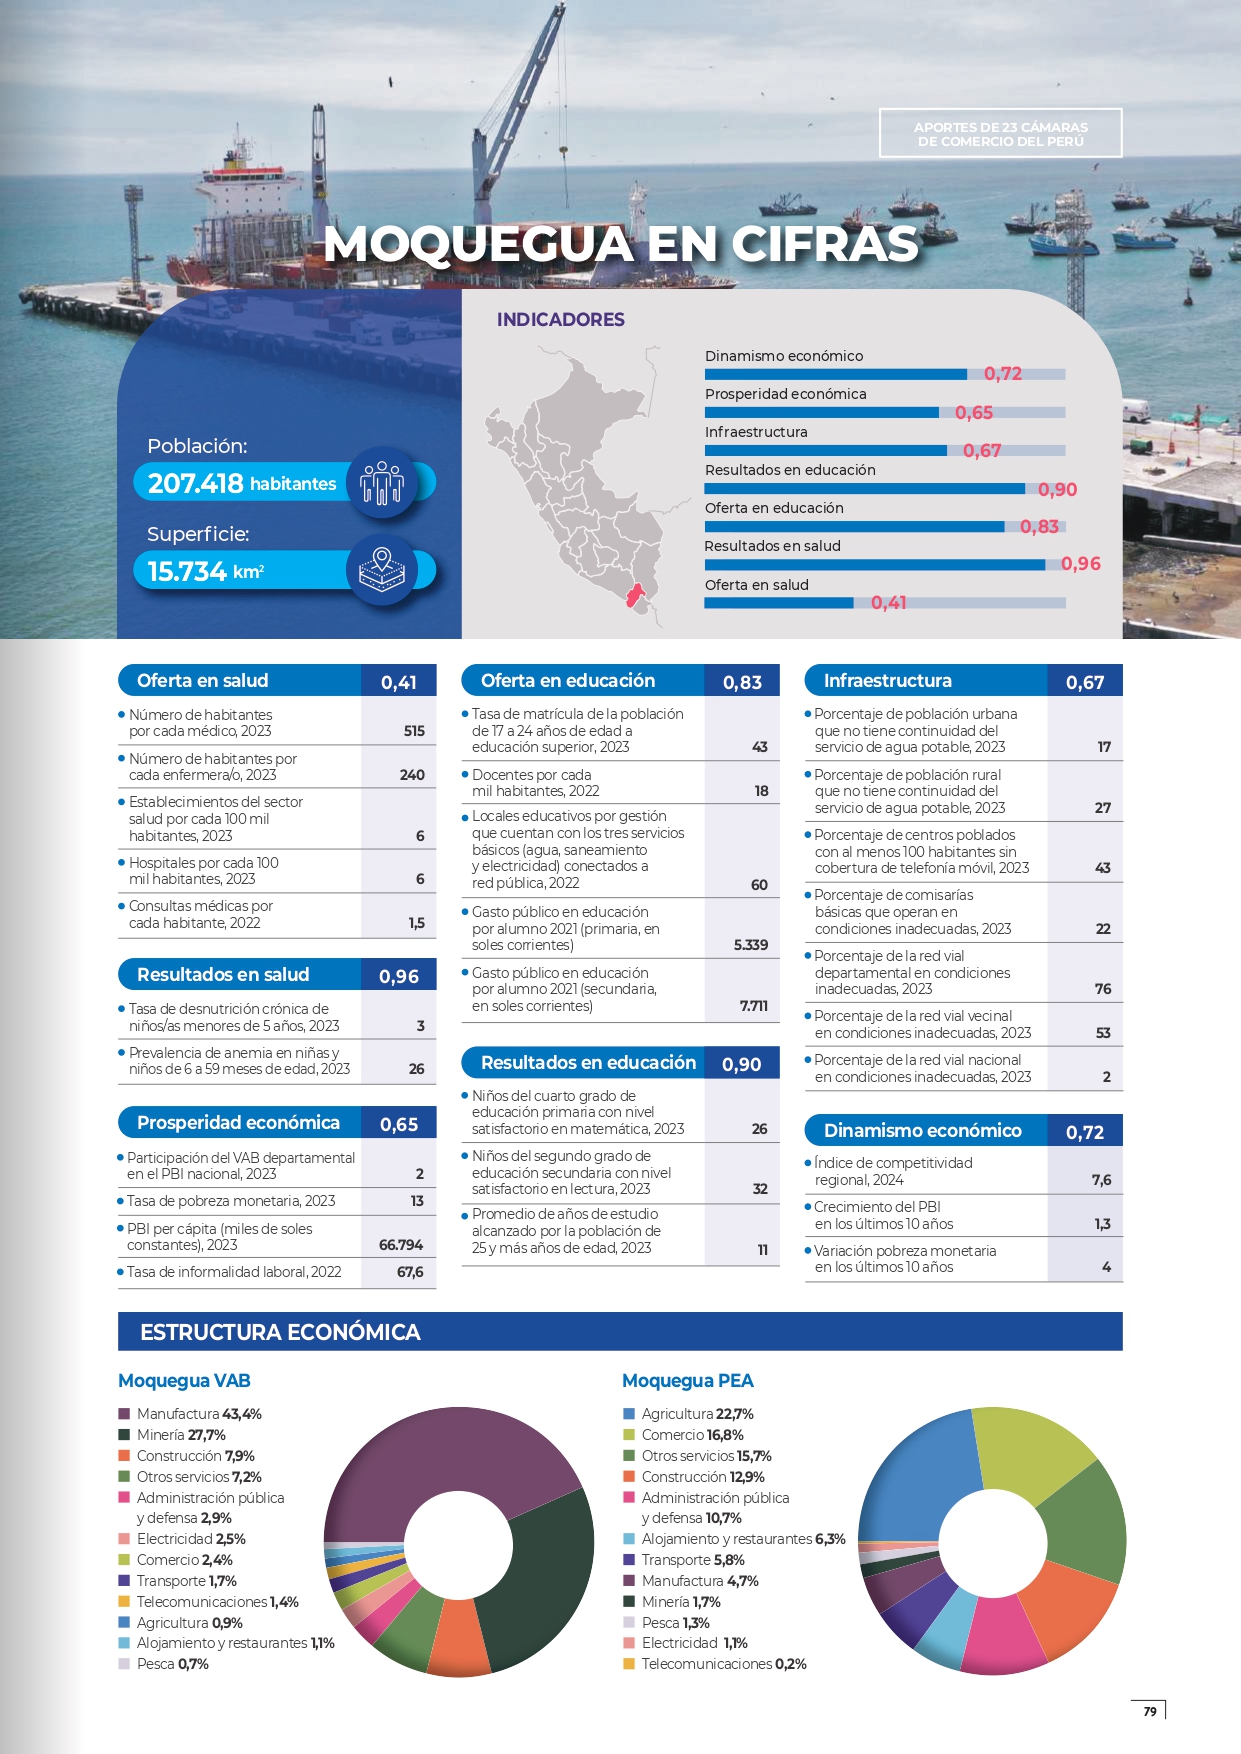 APORTES DE 23 CÁMARAS
DE COMERCIO DEL PERÚ
MOQUEGUA EN CIFRAS
Población:
207.418 habitantes
Superficie:
15.734 km²
INDICADORES
Dinamismo económico
0,72
Prosperidad económica
0,65
Infraestructura
0,67
Resultados en educación
0,90
Oferta en educación
0,83
Resultados en salud
0,96
Oferta en salud
0,41
Oferta en salud 0,41
Número de habitantes
por cada médico, 2023 515
Número de habitantes por
cada enfermera/o, 2023 240
Establecimientos del sector
salud por cada 100 mil
habitantes, 2023 6
Hospitales por cada 100
mil habitantes, 2023 6
Consultas médicas por
cada habitante, 2022 1,5
Resultados en salud 0,96
Tasa de desnutrición crónica de
niños/as menores de 5 años, 2023 3
Prevalencia de anemia en niñas y
niños de 6 a 59 meses de edad, 2023 26
Prosperidad económica 0,65
Participación del VAB departamental
en el PBI nacional, 2023 2
Tasa de pobreza monetaria, 2023 13
PBI per cápita (miles de soles
constantes), 2023 66.794
Tasa de informalidad laboral, 2022 67,6
Oferta en educación 0,83
Tasa de matrícula de la población
de 17 a 24 años de edad a
educación superior, 2023 43
Docentes por cada
mil habitantes, 2022 18
Locales educativos por gestión
que cuentan con los tres servicios
básicos (agua, saneamiento
y electricidad) conectados a
red pública, 2022 60
Gasto público en educación
por alumno 2021 (primaria, en
soles corrientes) 5.339
Gasto público en educación
por alumno 2021 (secundaria,
en soles corrientes) 7.711
Resultados en educación 0,90
Niños del cuarto grado de
educación primaria con nivel
satisfactorio en matemática, 2023 26
Niños del segundo grado de
educación secundaria con nivel
satisfactorio en lectura, 2023 32
Promedio de años de estudio
alcanzado por la población de
25 y más años de edad, 2023 11
Infraestructura 0,67
Porcentaje de población urbana
que no tiene continuidad del
servicio de agua potable, 2023 17
Porcentaje de población rural
que no tiene continuidad del
servicio de agua potable, 2023 27
Porcentaje de centros poblados
con al menos 100 habitantes sin
cobertura de telefonía móvil, 2023 43
Porcentaje de comisarías
básicas que operan en
condiciones inadecuadas, 2023 22
Porcentaje de la red vial
departamental en condiciones
inadecuadas, 2023 76
Porcentaje de la red vial vecinal
en condiciones inadecuadas, 2023 53
Porcentaje de la red vial nacional
en condiciones inadecuadas, 2023 2
Dinamismo económico 0,72
Índice de competitividad
regional, 2024 7,6
Crecimiento del PBI
en los últimos 10 años 1,3
Variación pobreza monetaria
en los últimos 10 años 4
ESTRUCTURA ECONÓMICA
Moquegua VAB
Manufactura 43,4%
Minería 27,7%
Construcción 7,9%
Otros servicios 7,2%
Administración pública
y defensa 2,9%
Electricidad 2,5%
Comercio 2,4%
Transporte 1,7%
Telecomunicaciones 1,4%
Agricultura 0,9%
Alojamiento y restaurantes 1,1%
Pesca 0,7%
Moquegua PEA
Agricultura 22,7%
Comercio 16,8%
Otros servicios 15,7%
Construcción 12,9%
Administración pública
y defensa 10,7%
Alojamiento y restaurantes 6,3%
Transporte 5,8%
Manufactura 4,7%
Minería 1,7%
Pesca 1,3%
Electricidad 1,1%
Telecomunicaciones 0,2%
79